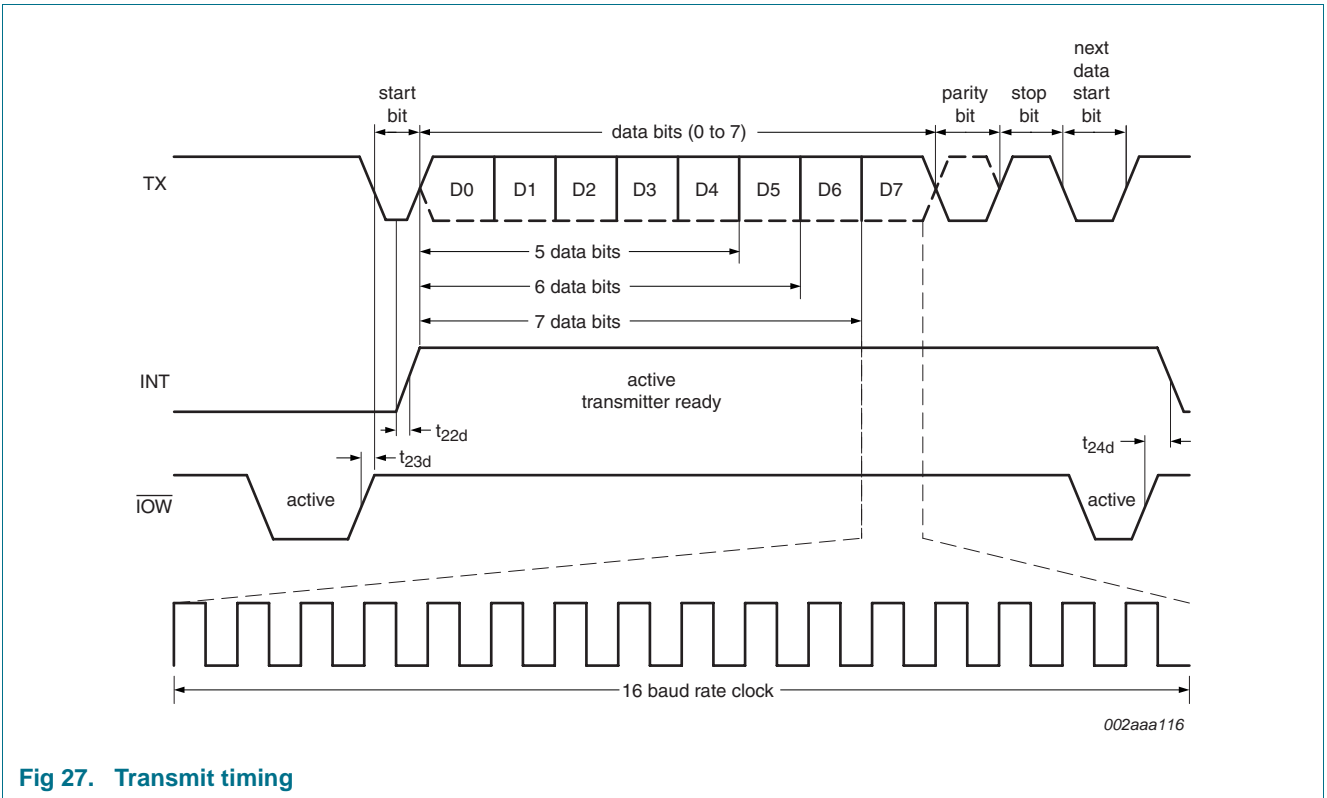 next
data
start
bit
start
bit
parity
bit
stop
bit
data bits (0 to 7)
TX
D0 D1 D2 D3 D4 D5 D6 D7
5 data bits
6 data bits
7 data bits
INT
active
transmitter ready
t22d
t24d
t23d
IOW
active
active
16 baud rate clock
002aaa116
Fig 27. Transmit timing